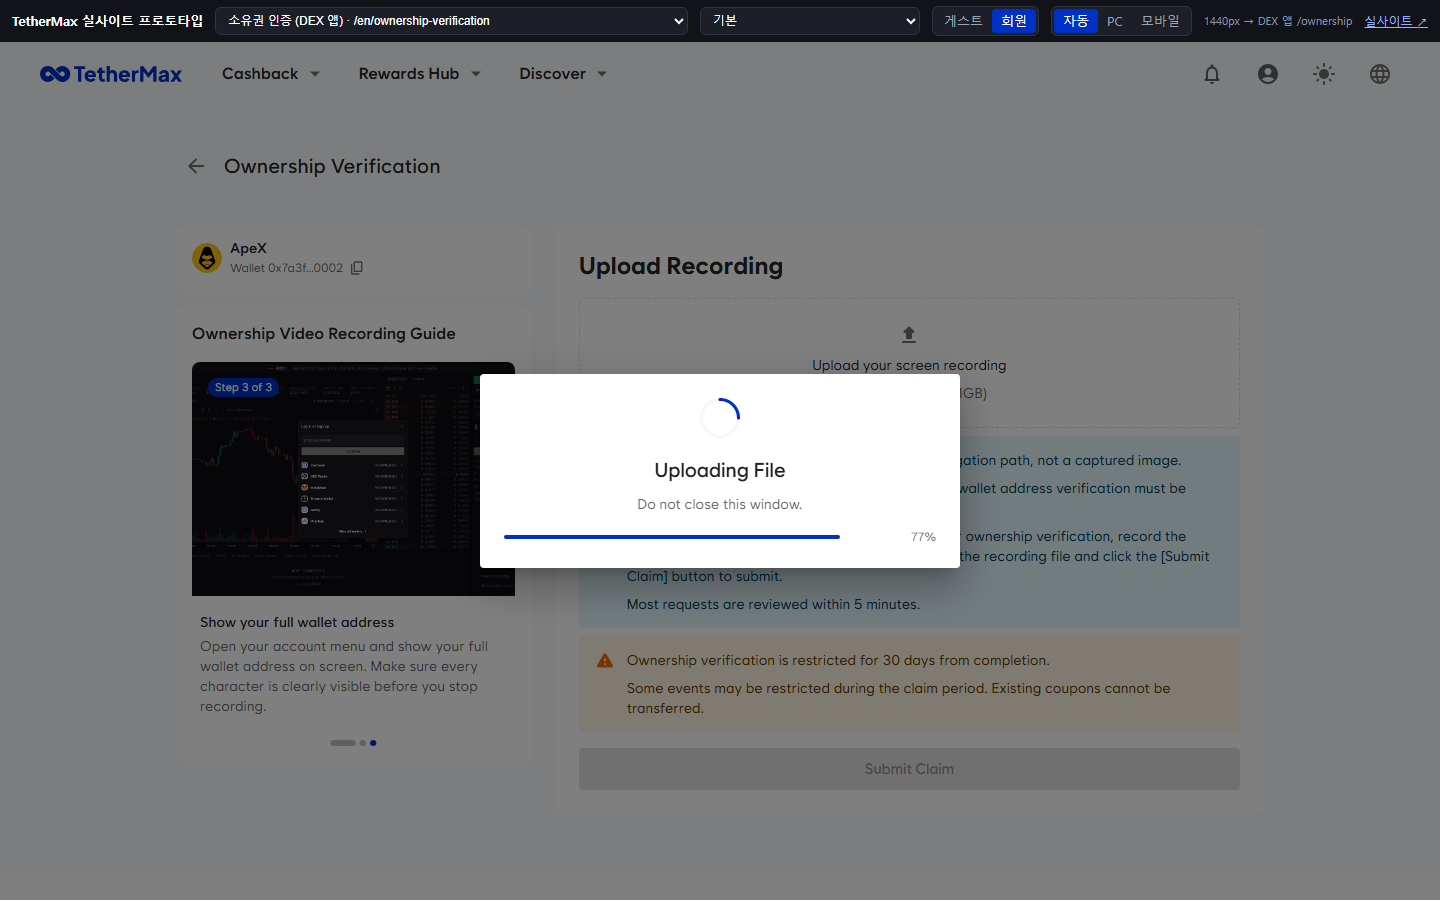 TetherMax 실사이트 프로토타입
소유권 인증 (DEX 앱) · /en/ownership-verification
기본
게스트 회원
자동 PC 모바일
1440px → DEX 앱 /ownership
실사이트 ↗
TetherMax
Cashback
Rewards Hub
Discover
Ownership Verification
ApeX
Wallet 0x7a3f...0002
Ownership Video Recording Guide
Step 3 of 3
Show your full wallet address
Open your account menu and show your full
wallet address on screen. Make sure every
character is clearly visible before you stop
recording.
Upload Recording
Upload your screen recording
1GB)
gation path, not a captured image.
wallet address verification must be
r ownership verification, record the
the recording file and click the [Submit
Claim] button to submit.
Most requests are reviewed within 5 minutes.
Ownership verification is restricted for 30 days from completion.
Some events may be restricted during the claim period. Existing coupons cannot be
transferred.
Submit Claim
Uploading File
Do not close this window.
77%